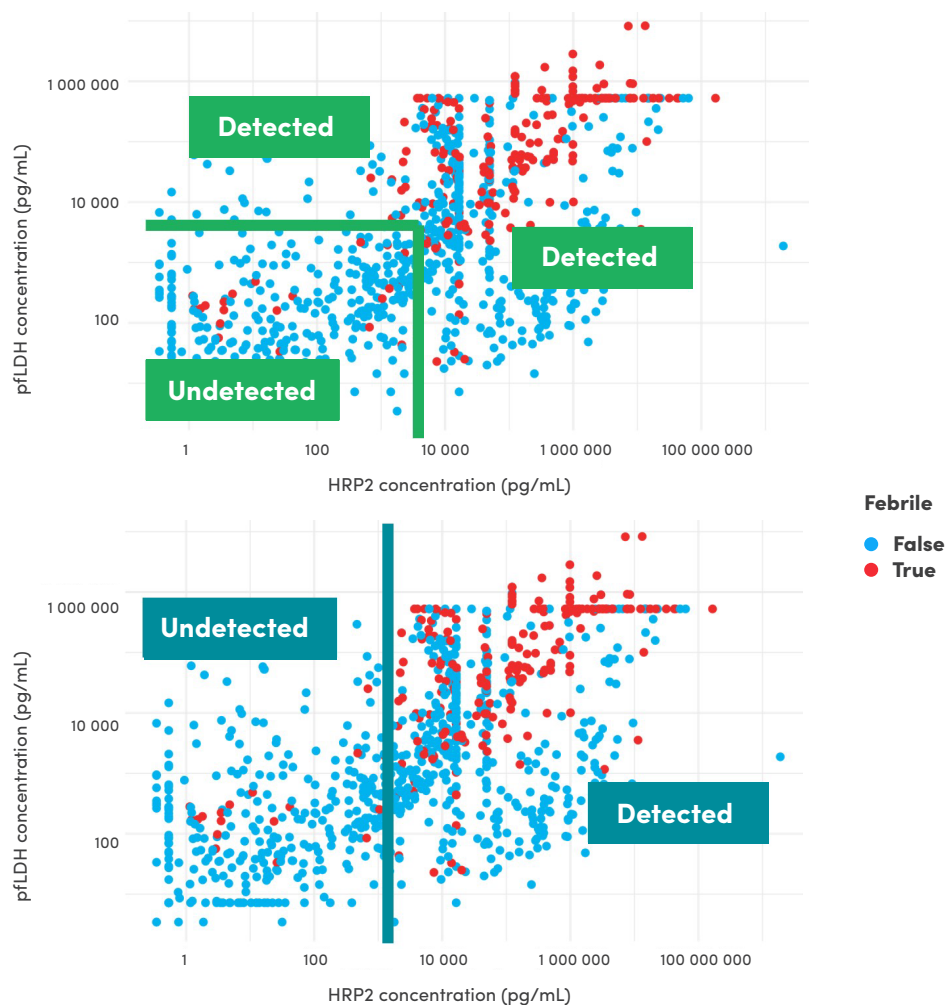 pfLDH concentration (pg/mL)
1 000 000
10 000
100
Detected
Detected
Undetected
1
100
10 000
1 000 000
100 000 000
HRP2 concentration (pg/mL)
Febrile
False
True
pfLDH concentration (pg/mL)
1 000 000
10 000
100
Undetected
Detected
1
100
10 000
1 000 000
100 000 000
HRP2 concentration (pg/mL)